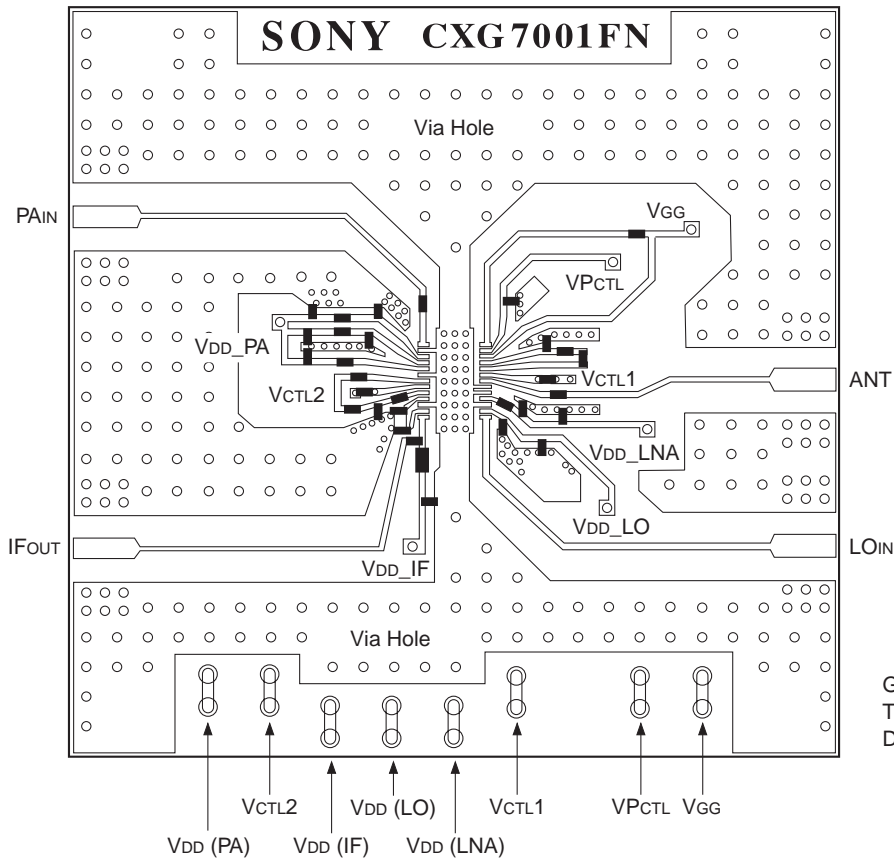 SONY CXG7001FN
Via Hole
PAIN
VGG
VPCTL
VDD_PA
VCTL2
VCTL1
ANT
VDD_LNA
VDD_LO
IFOUT
VDD_IF
LOIN
Via Hole
G
T
D
VCTL2 VDD (LO) VCTL1 VPCTL VGG
VDD (PA) VDD (IF) VDD (LNA)